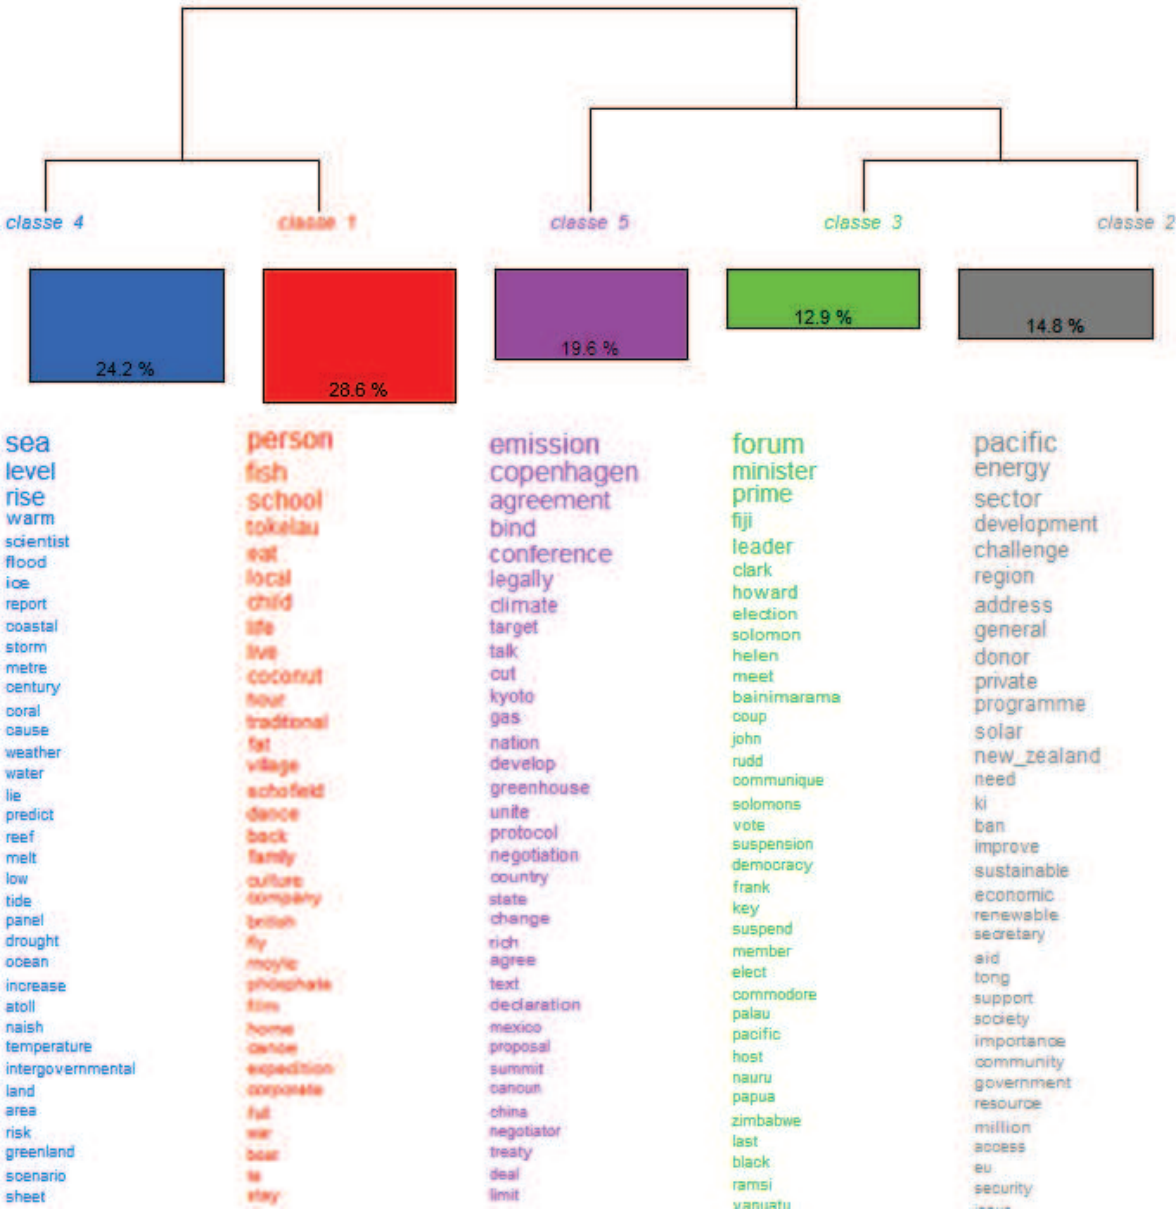 classe 4
classe 1
classe 5
classe 3
classe 2
24.2 %
28.6 %
19.6 %
12.9 %
14.8 %
sea
level
rise
warm
scientist
flood
ice
report
coastal
storm
metre
century
coral
cause
weather
water
lie
predict
reef
melt
low
tide
panel
drought
ocean
increase
atoll
naish
temperature
intergovernmental
land
area
risk
greenland
scenario
sheet
person
fish
school
tokelau
eat
local
child
life
live
coconut
hour
traditional
fat
village
schofield
dance
back
family
culture
company
british
fly
moyle
phosphate
film
home
canoe
expedition
corporate
full
war
boat
stay
emission
copenhagen
agreement
bind
conference
legally
climate
target
talk
cut
kyoto
gas
nation
develop
greenhouse
unite
protocol
negotiation
country
state
change
rich
agree
text
declaration
mexico
proposal
summit
cancun
china
negotiator
treaty
deal
limit
forum
minister
prime
fiji
leader
clark
howard
election
solomon
helen
meet
bainimarama
coup
john
rudd
communique
solomons
vote
suspension
democracy
frank
key
suspend
member
elect
commodore
palau
pacific
host
nauru
papua
zimbabwe
last
black
ramsi
vanuatu
pacific
energy
sector
development
challenge
region
address
general
donor
private
programme
solar
new_zealand
need
ki
ban
improve
sustainable
economic
renewable
secretary
aid
tong
support
society
importance
community
government
resource
million
access
eu
security